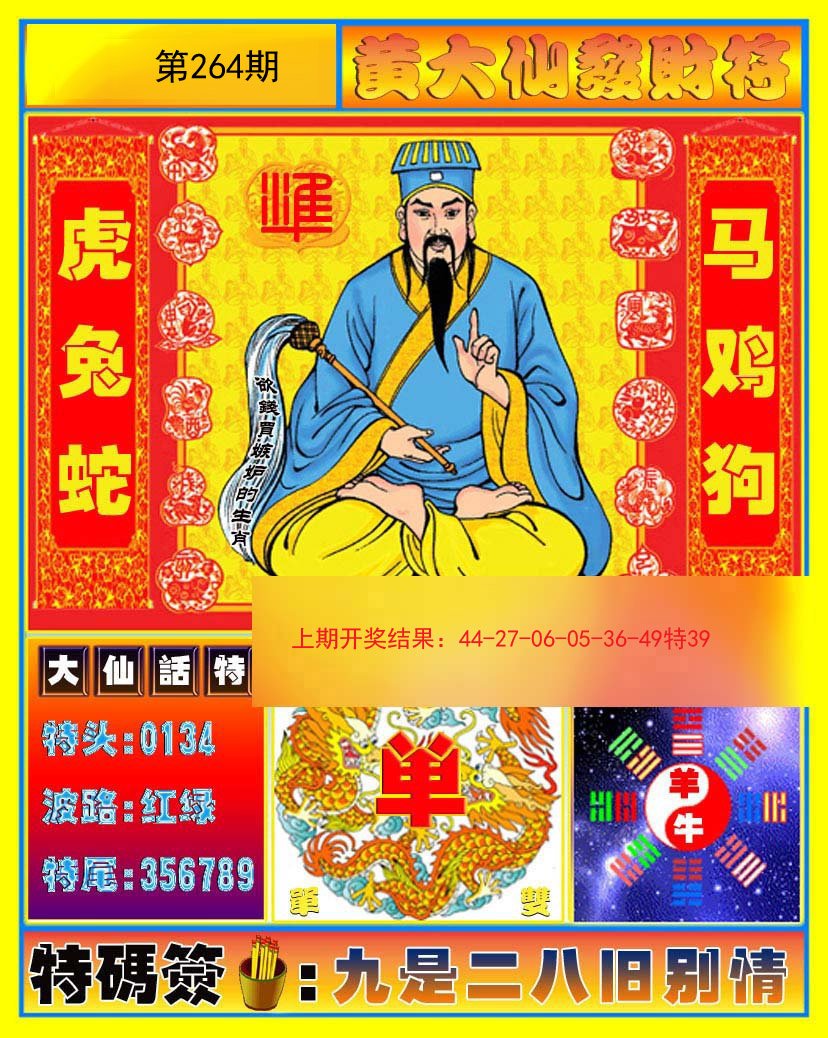 第264期
黄大仙發財符
虎兔蛇
马鸡狗
欲錢買嫉妒的生肖
上期开奖结果：44-27-06-05-36-49特39
大仙話特
特头:0134
波路:红绿
特尾:356789
单
單
雙
羊
牛
特碼簽:九是二八旧别情